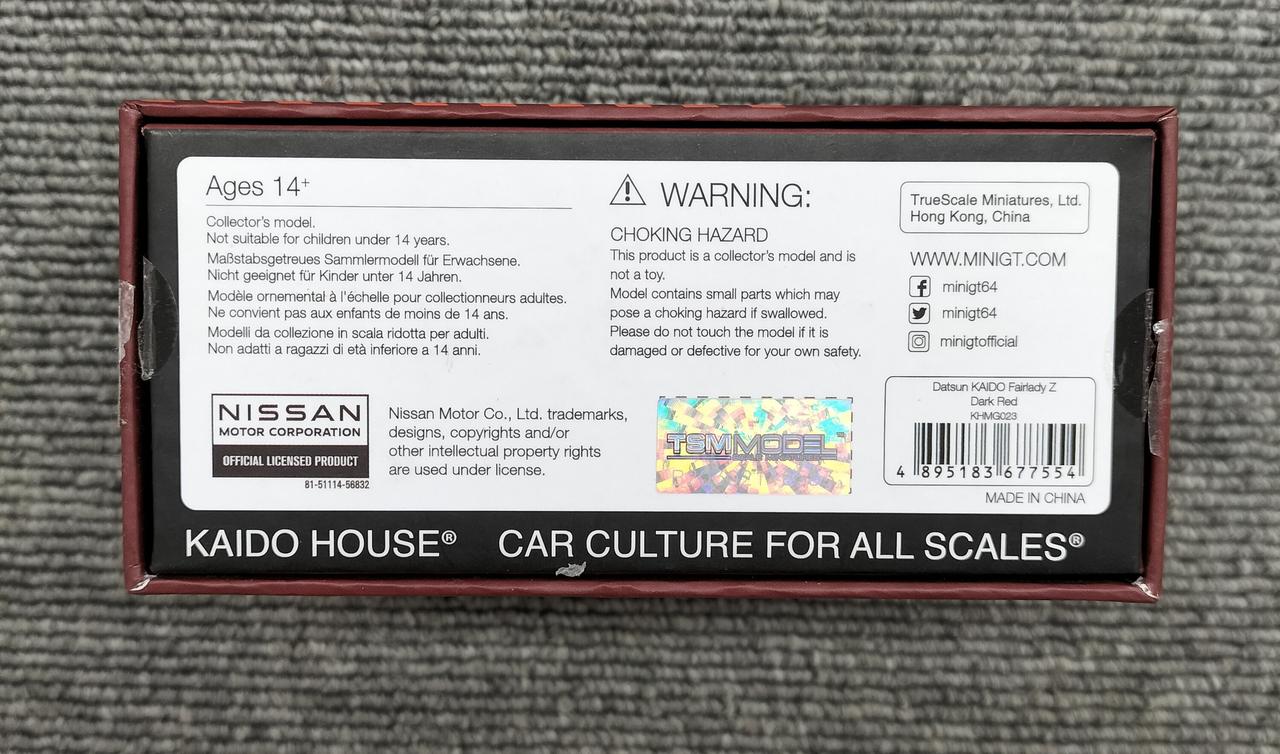 Ages 14+
Collector's model.
Not suitable for children under 14 years.
Maßstabsgetreues Sammlermodell für Erwachsene.
Nicht geeignet für Kinder unter 14 Jahren.
Modèle ornemental à l'échelle pour collectionneurs adultes.
Ne convient pas aux enfants de moins de 14 ans.
Modelli da collezione in scala ridotta per adulti.
Non adatti a ragazzi di età inferiore a 14 anni.
NISSAN
MOTOR CORPORATION
OFFICIAL LICENSED PRODUCT
81-51114-56832
Nissan Motor Co., Ltd. trademarks,
designs, copyrights and/or
other intellectual property rights
are used under license.
WARNING:
CHOKING HAZARD
This product is a collector's model and is
not a toy.
Model contains small parts which may
pose a choking hazard if swallowed.
Please do not touch the model if it is
damaged or defective for your own safety.
TSM MODEL
TrueScale Miniatures, Ltd.
Hong Kong, China
WWW.MINIGT.COM
minigt64
minigt64
minigtofficial
Datsun KAIDO Fairlady Z
Dark Red
KHMG023
4 895183 677554
MADE IN CHINA
KAIDO HOUSE® CAR CULTURE FOR ALL SCALES®